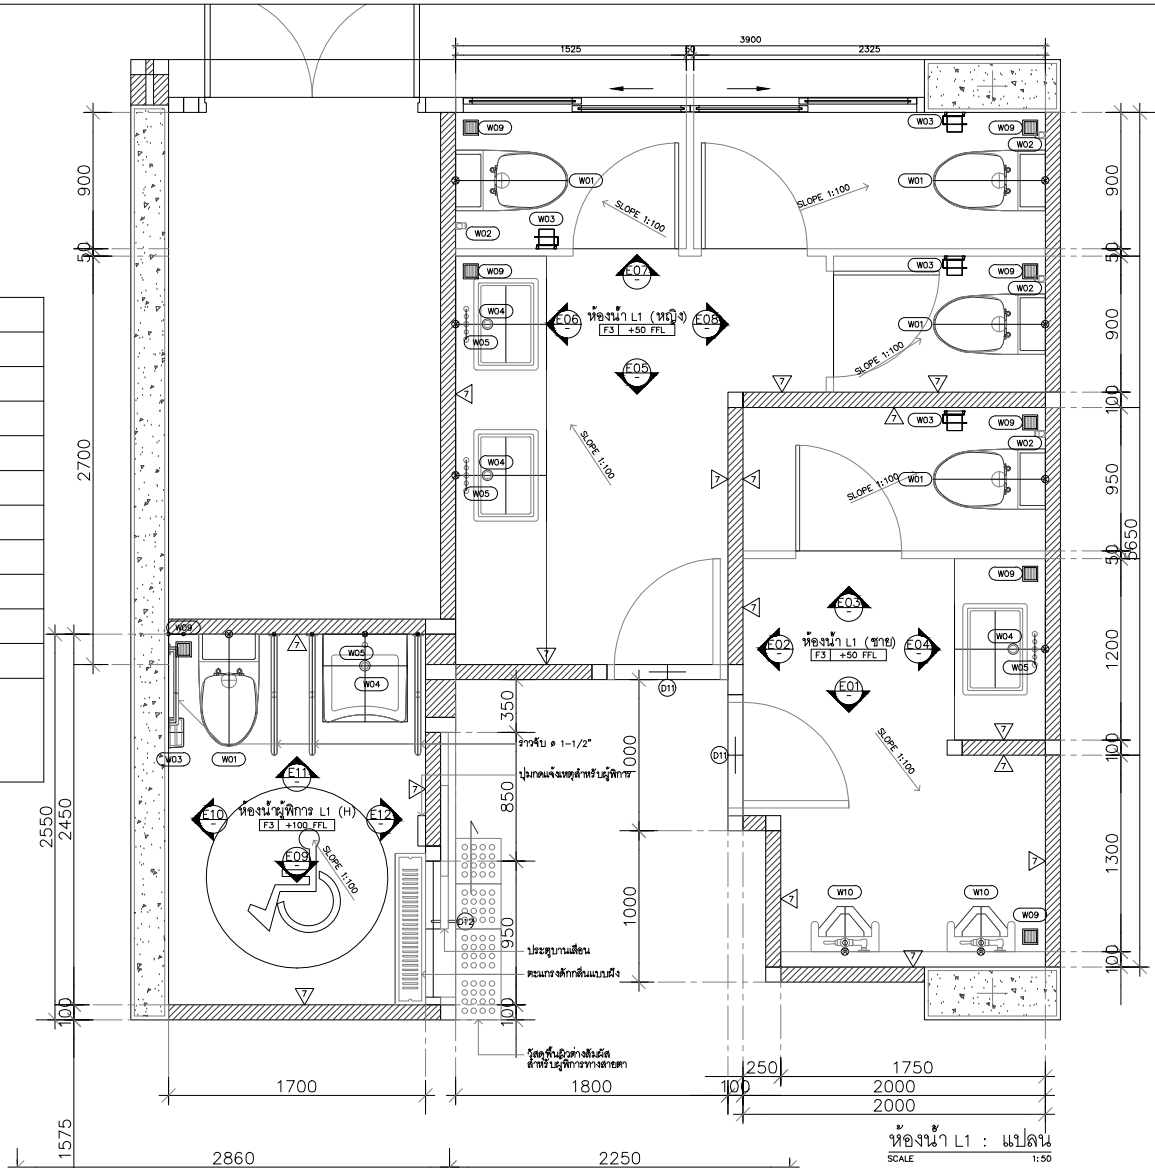 3900
1525
50
2325
W09
W03
W09
W02
900
W01
W01
SLOPE 1:100
SLOPE 1:100
900
W03
W02
50
W09
E07
W03
W09
50
W02
W04
E06
ห้องน้ำ L1 (หญิง)
E08
F3 +50 FFL
W01
900
W05
SLOPE 1:100
E05
7
7
7
100
7
W03
W09
W02
2700
SLOPE 1:100
W04
7
7
W01
950
W05
SLOPE 1:100
50
5650
W09
7
E03
W09
7
E02
ห้องน้ำ L1 (ชาย)
E04
F3 +50 FFL
W04
1200
W05
7
W05
W04
D11
E01
350
7
ราวจับ ø 1-1/2"
W03
W01
D11
SLOPE 1:100
100
7
ปุ่มกดแจ้งเหตุสำหรับผู้พิการ
E11
7
850
2550
2450
E10
ห้องน้ำผู้พิการ L1 (H)
E12
F3 +100 FFL
E09
SLOPE 1:100
7
1300
1000
7
W10
W10
W09
D12
950
ประตูบานเลื่อน
7
100
ตะแกรงดักกลิ่นแบบฝัง
7
100
100
วัสดุพื้นผิวต่างสัมผัส
สำหรับผู้พิการทางสายตา
250
1750
1700
1800
100
2000
2000
1575
ห้องน้ำ L1 : แปลน
SCALE 1:50
2860
2250